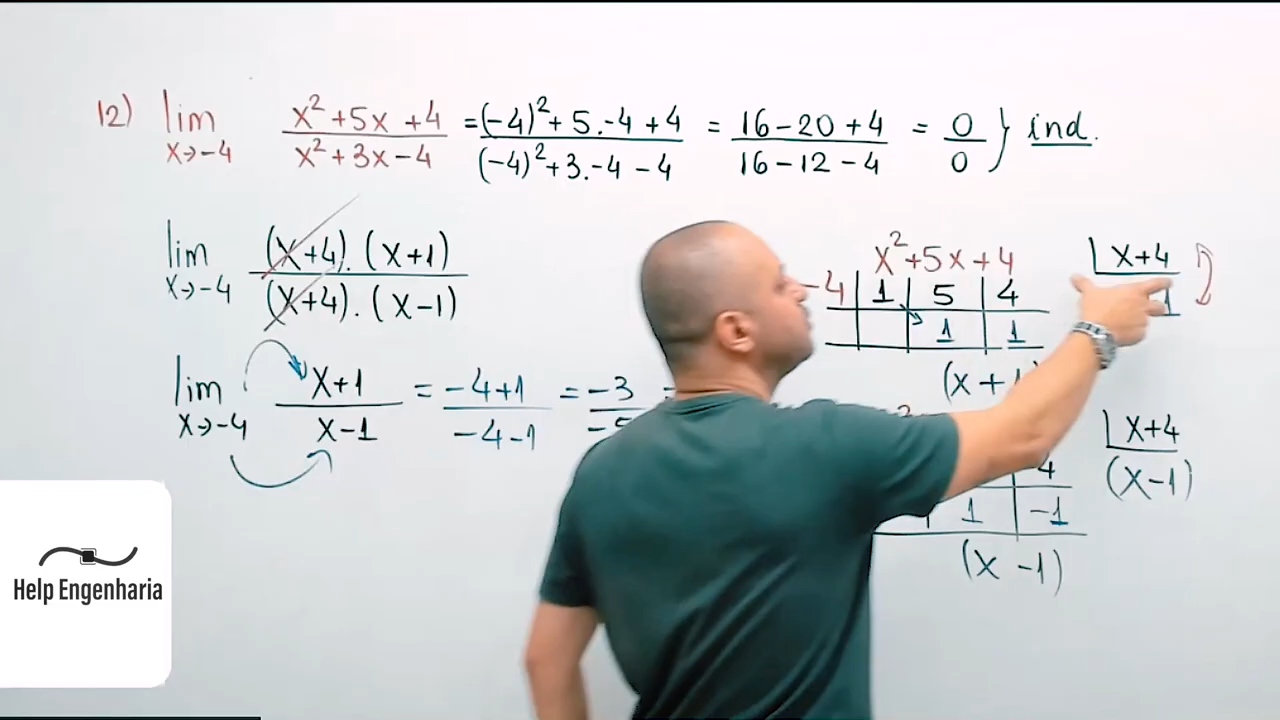 12) lim x→-4 x²+5x+4 / x²+3x-4 = (-4)²+5.-4+4 / (-4)²+3.-4-4 = 16-20+4 / 16-12-4 = 0/0 } ind.
lim x→-4 (x+4).(x+1) / (x+4).(x-1)
lim x→-4 x+1 / x-1 = -4+1 / -4-1 = -3 / -5 =
x²+5x+4 | x+4
-4 | 1 | 5 | 4
1 | 1
(x+1
1
4
1 | -1
(x-1)
| x+4
(x-1)
Help Engenharia